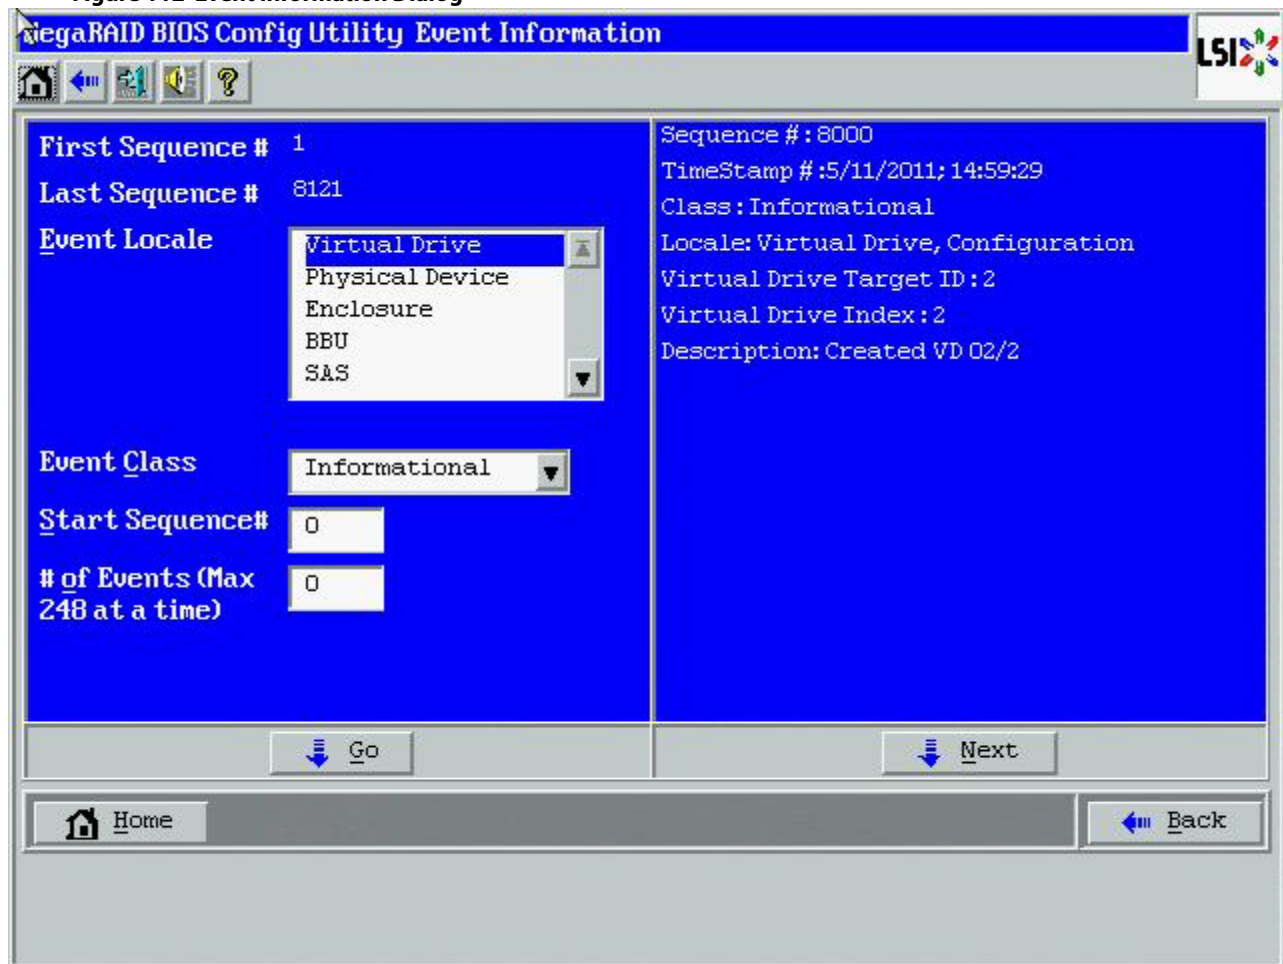 MegaRAID BIOS Config Utility Event Information
LSI
First Sequence # 1
Last Sequence # 8121
Event Locale
Virtual Drive
Physical Device
Enclosure
BBU
SAS
Event Class Informational
Start Sequence# 0
# of Events (Max 248 at a time) 0
Go
Sequence #:8000
TimeStamp #:5/11/2011; 14:59:29
Class: Informational
Locale: Virtual Drive, Configuration
Virtual Drive Target ID:2
Virtual Drive Index:2
Description: Created VD 02/2
Next
Home
Back